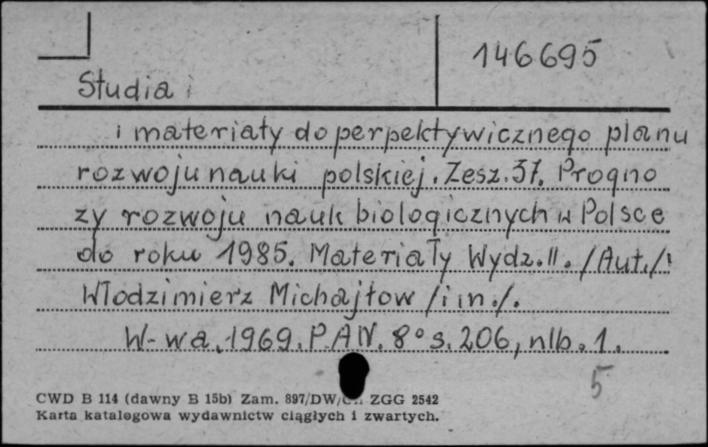 146695
Studia i
i materiały do perpektywicznego planu
rozwoju nauki polskiej. Zesz. 37. Progno
zy rozwoju nauk biologicznych w Polsce
do roku 1985. Materiały Wydz. II. /Aut./:
Włodzimierz Michajłow /i in./.
W-wa, 1969. PAN. 8° s. 206, nlb. 1.
5
CWD B 114 (dawny B 15b) Zam. 897/DW/ ZGG 2542
Karta katalogowa wydawnictw ciągłych i zwartych.